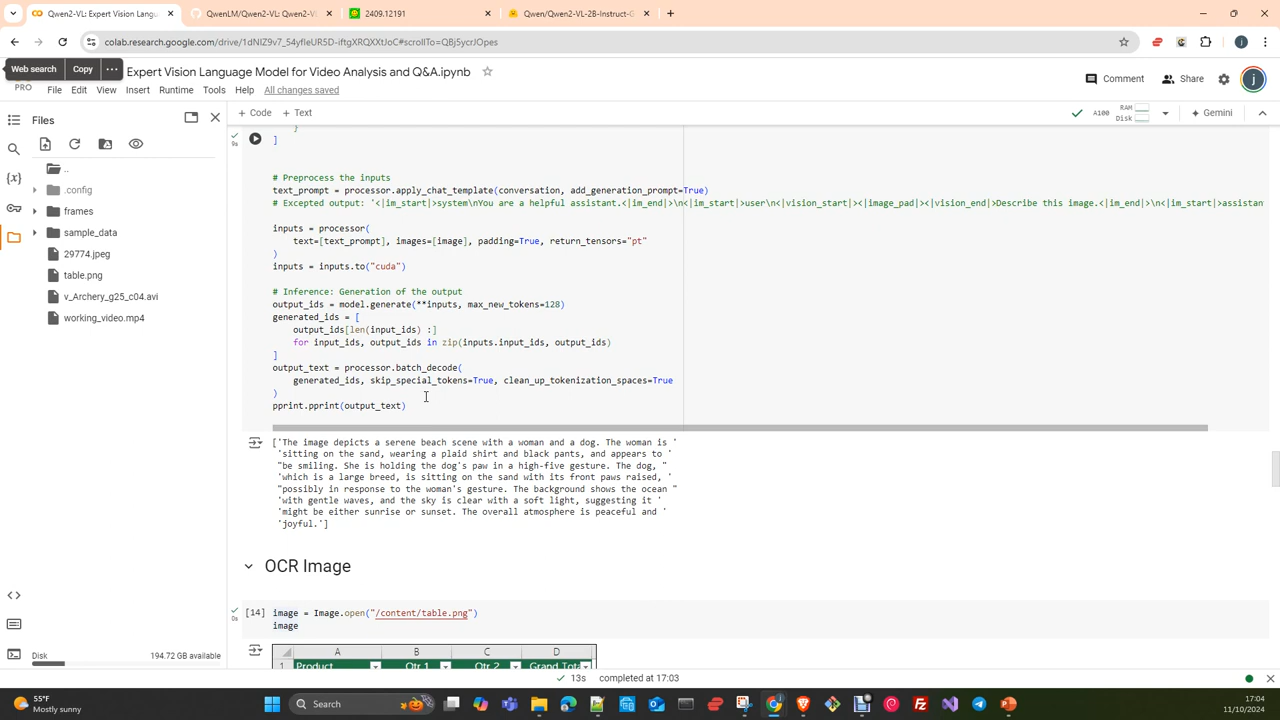 Qwen2-VL: Expert Vision Langu
QwenLM/Qwen2-VL: Qwen2-VL
2409.12191
Qwen/Qwen2-VL-2B-Instruct-G
colab.research.google.com/drive/1dNIZ9v7_54yfIeUR5D-iftgXRQXXtJoC#scrollTo=QBj5ycrJOpes
Web search
Copy
Expert Vision Language Model for Video Analysis and Q&A.ipynb
PRO
File Edit View Insert Runtime Tools Help All changes saved
Comment
Share
j
Files
+ Code + Text
A100
RAM
Disk
Gemini
..
.config
frames
sample_data
29774.jpeg
table.png
v_Archery_g25_c04.avi
working_video.mp4
Disk
194.72 GB available
9s
}
]
# Preprocess the inputs
text_prompt = processor.apply_chat_template(conversation, add_generation_prompt=True)
# Excepted output: '<|im_start|>system\nYou are a helpful assistant.<|im_end|>\n<|im_start|>user\n<|vision_start|><|image_pad|><|vision_end|>Describe this image.<|im_end|>\n<|im_start|>assistant
inputs = processor(
text=[text_prompt], images=[image], padding=True, return_tensors="pt"
)
inputs = inputs.to("cuda")
# Inference: Generation of the output
output_ids = model.generate(**inputs, max_new_tokens=128)
generated_ids = [
output_ids[len(input_ids) :]
for input_ids, output_ids in zip(inputs.input_ids, output_ids)
]
output_text = processor.batch_decode(
generated_ids, skip_special_tokens=True, clean_up_tokenization_spaces=True
)
pprint.pprint(output_text)
['The image depicts a serene beach scene with a woman and a dog. The woman is '
'sitting on the sand, wearing a plaid shirt and black pants, and appears to '
"be smiling. She is holding the dog's paw in a high-five gesture. The dog, "
'which is a large breed, is sitting on the sand with its front paws raised, '
"possibly in response to the woman's gesture. The background shows the ocean "
'with gentle waves, and the sky is clear with a soft light, suggesting it '
'might be either sunrise or sunset. The overall atmosphere is peaceful and '
'joyful.']
OCR Image
[14] image = Image.open("/content/table.png")
0s
image
A B C D
1 Product Qtr 1 Qtr 2 Grand Tota
13s completed at 17:03
55°F
Mostly sunny
Search
17:04
11/10/2024